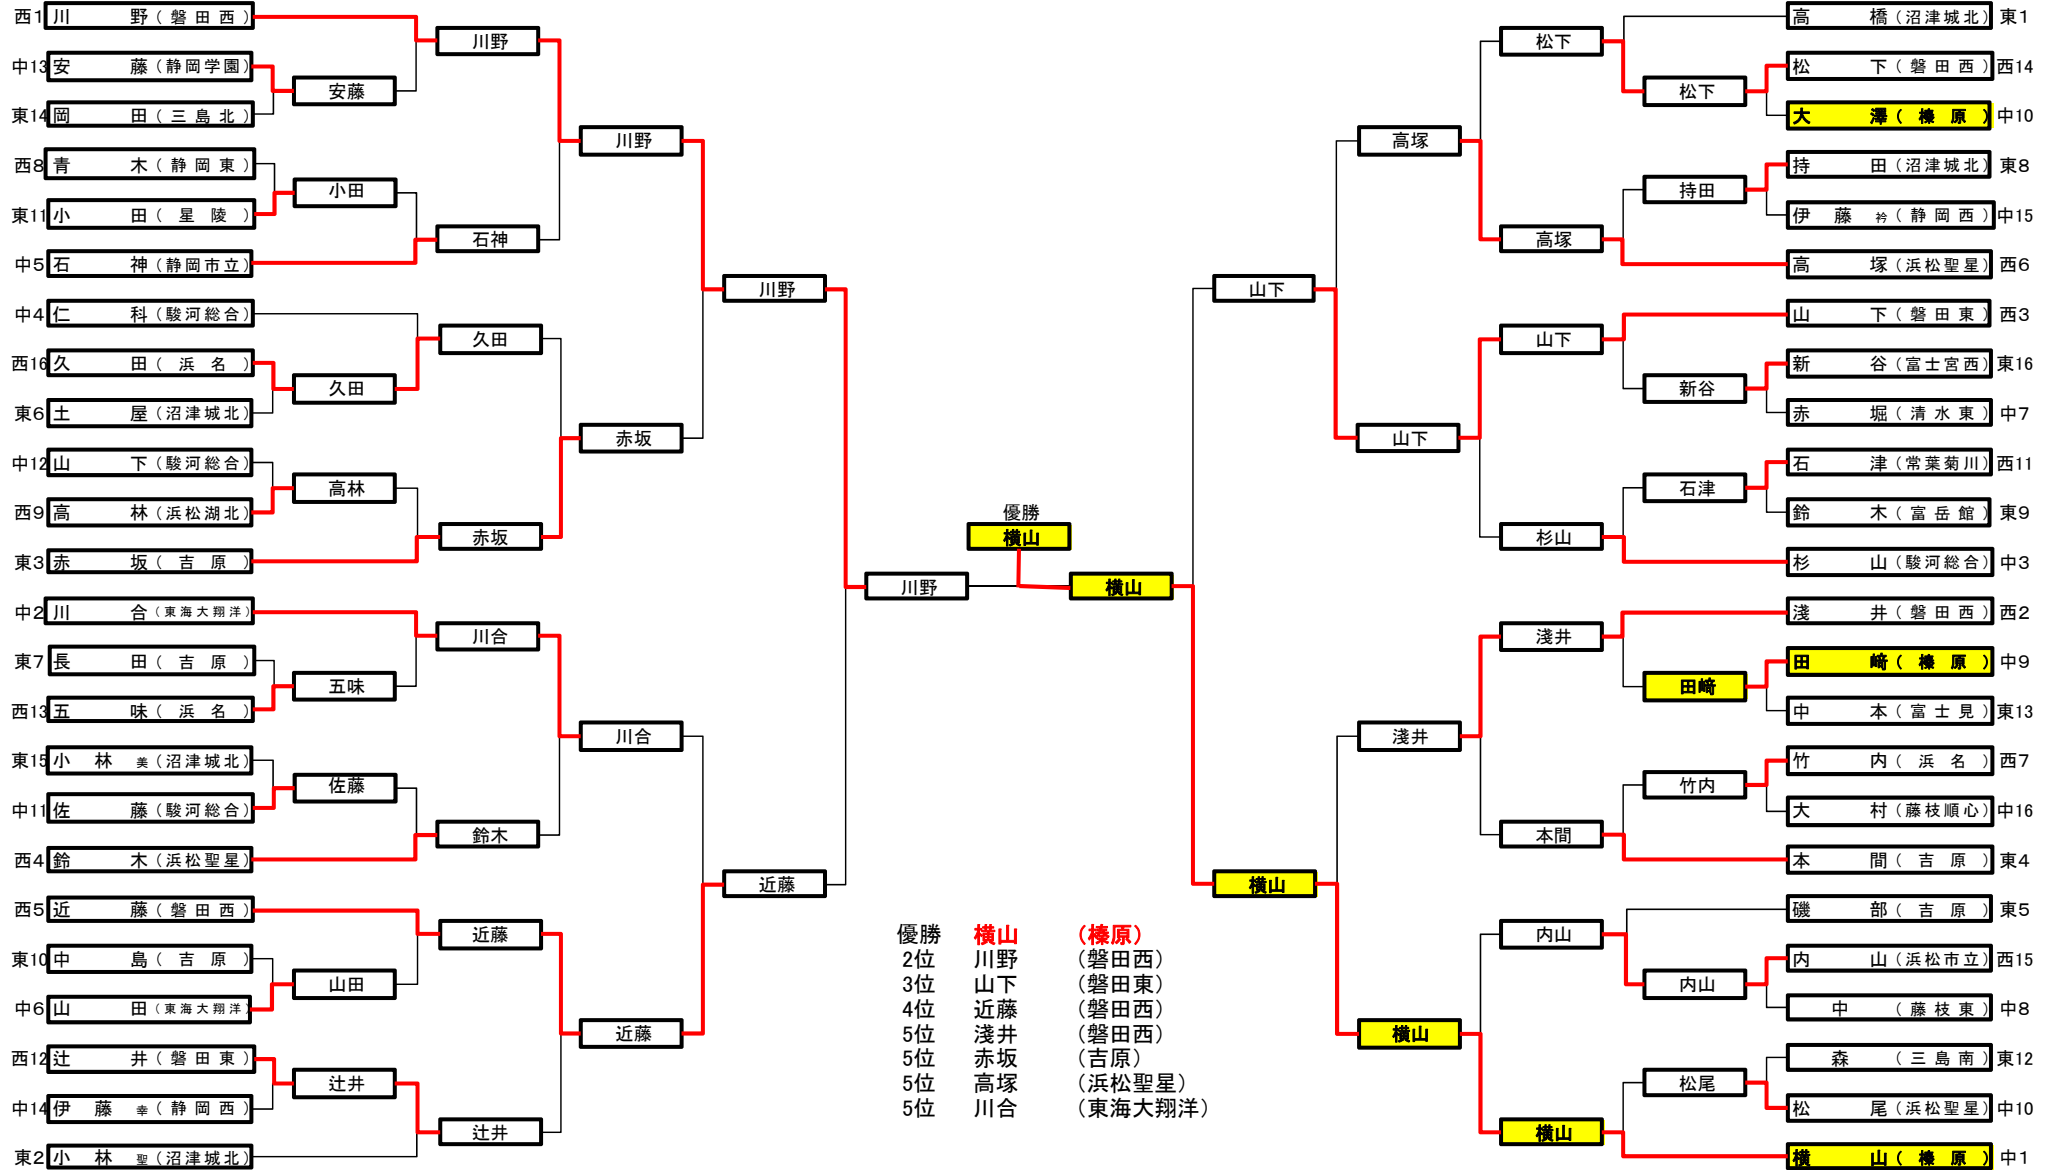 西1 川野(磐田西)
中13 安藤(静岡学園)
東14 岡田(三島北)
西8 青木(静岡東)
東11 小田(星陵)
中5 石神(静岡市立)
中4 仁科(駿河総合)
西16 久田(浜名)
東6 土屋(沼津城北)
中12 山下(駿河総合)
西9 高林(浜松湖北)
東3 赤坂(吉原)
中2 川合(東海大翔洋)
東7 長田(吉原)
西13 五味(浜名)
東15 小林美(沼津城北)
中11 佐藤(駿河総合)
西4 鈴木(浜松聖星)
西5 近藤(磐田西)
東10 中島(吉原)
中6 山田(東海大翔洋)
西12 辻井(磐田東)
中14 伊藤幸(静岡西)
東2 小林聖(沼津城北)
安藤
小田
久田
高林
五味
佐藤
山田
辻井
川野
石神
久田
赤坂
川合
鈴木
近藤
辻井
川野
赤坂
川合
近藤
川野
近藤
川野
優勝
横山
横山
山下
横山
高塚
山下
淺井
横山
松下
高塚
山下
杉山
淺井
本間
内山
横山
松下
持田
新谷
石津
田﨑
竹内
内山
松尾
高橋(沼津城北) 東1
松下(磐田西) 西14
大澤(榛原) 中10
持田(沼津城北) 東8
伊藤衿(静岡西) 中15
高塚(浜松聖星) 西6
山下(磐田東) 西3
新谷(富士宮西) 東16
赤堀(清水東) 中7
石津(常葉菊川) 西11
鈴木(富岳館) 東9
杉山(駿河総合) 中3
淺井(磐田西) 西2
田﨑(榛原) 中9
中本(富士見) 東13
竹内(浜名) 西7
大村(藤枝順心) 中16
本間(吉原) 東4
磯部(吉原) 東5
内山(浜松市立) 西15
中(藤枝東) 中8
森(三島南) 東12
松尾(浜松聖星) 中10
横山(榛原) 中1
優勝 横山 (榛原)
2位 川野 (磐田西)
3位 山下 (磐田東)
4位 近藤 (磐田西)
5位 淺井 (磐田西)
5位 赤坂 (吉原)
5位 高塚 (浜松聖星)
5位 川合 (東海大翔洋)